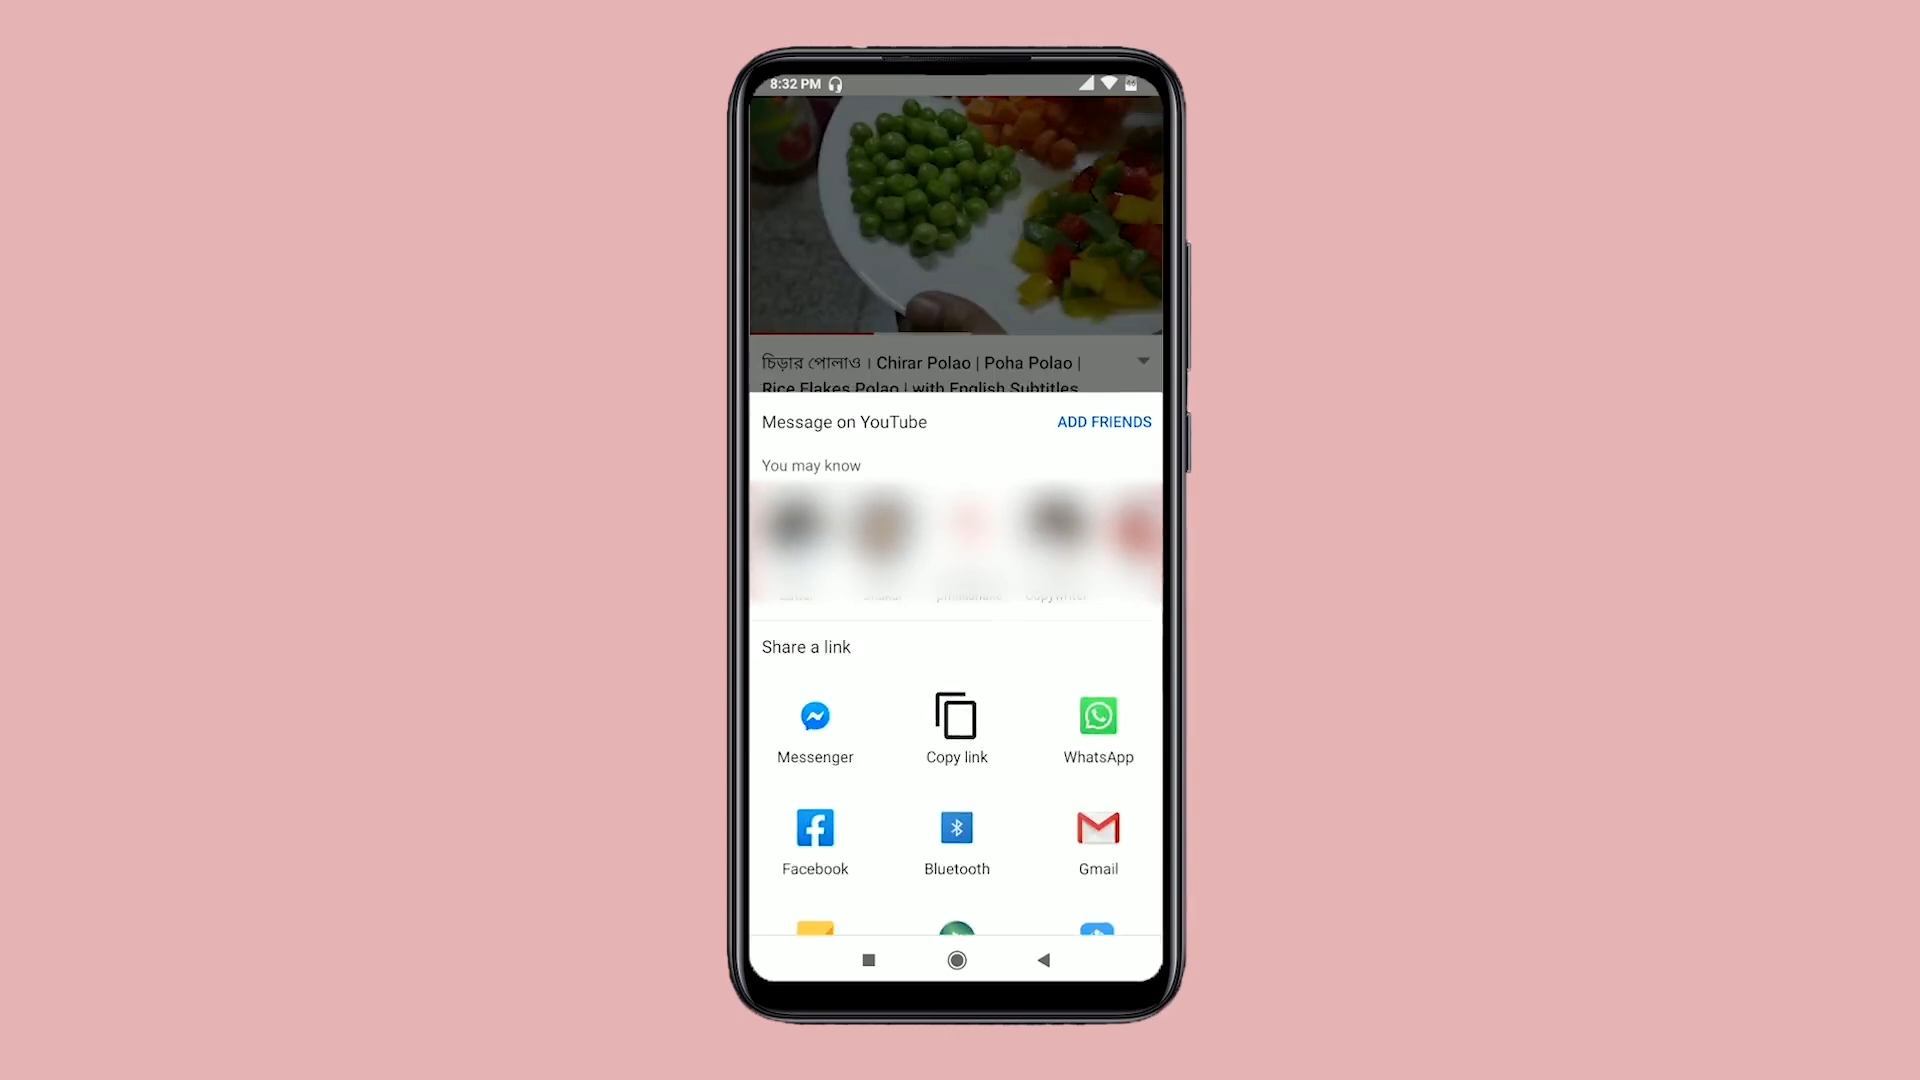 8:32 PM
চিড়ার পোলাও । Chirar Polao | Poha Polao |
Rice Flakes Polao | with English Subtitles
Message on YouTube
ADD FRIENDS
You may know
Share a link
Messenger
Copy link
WhatsApp
Facebook
Bluetooth
Gmail